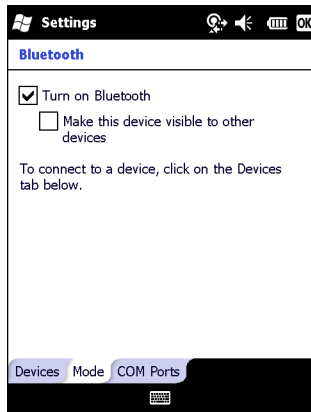 Settings
OK
Bluetooth
Turn on Bluetooth
Make this device visible to other
devices
To connect to a device, click on the Devices
tab below.
Devices Mode COM Ports